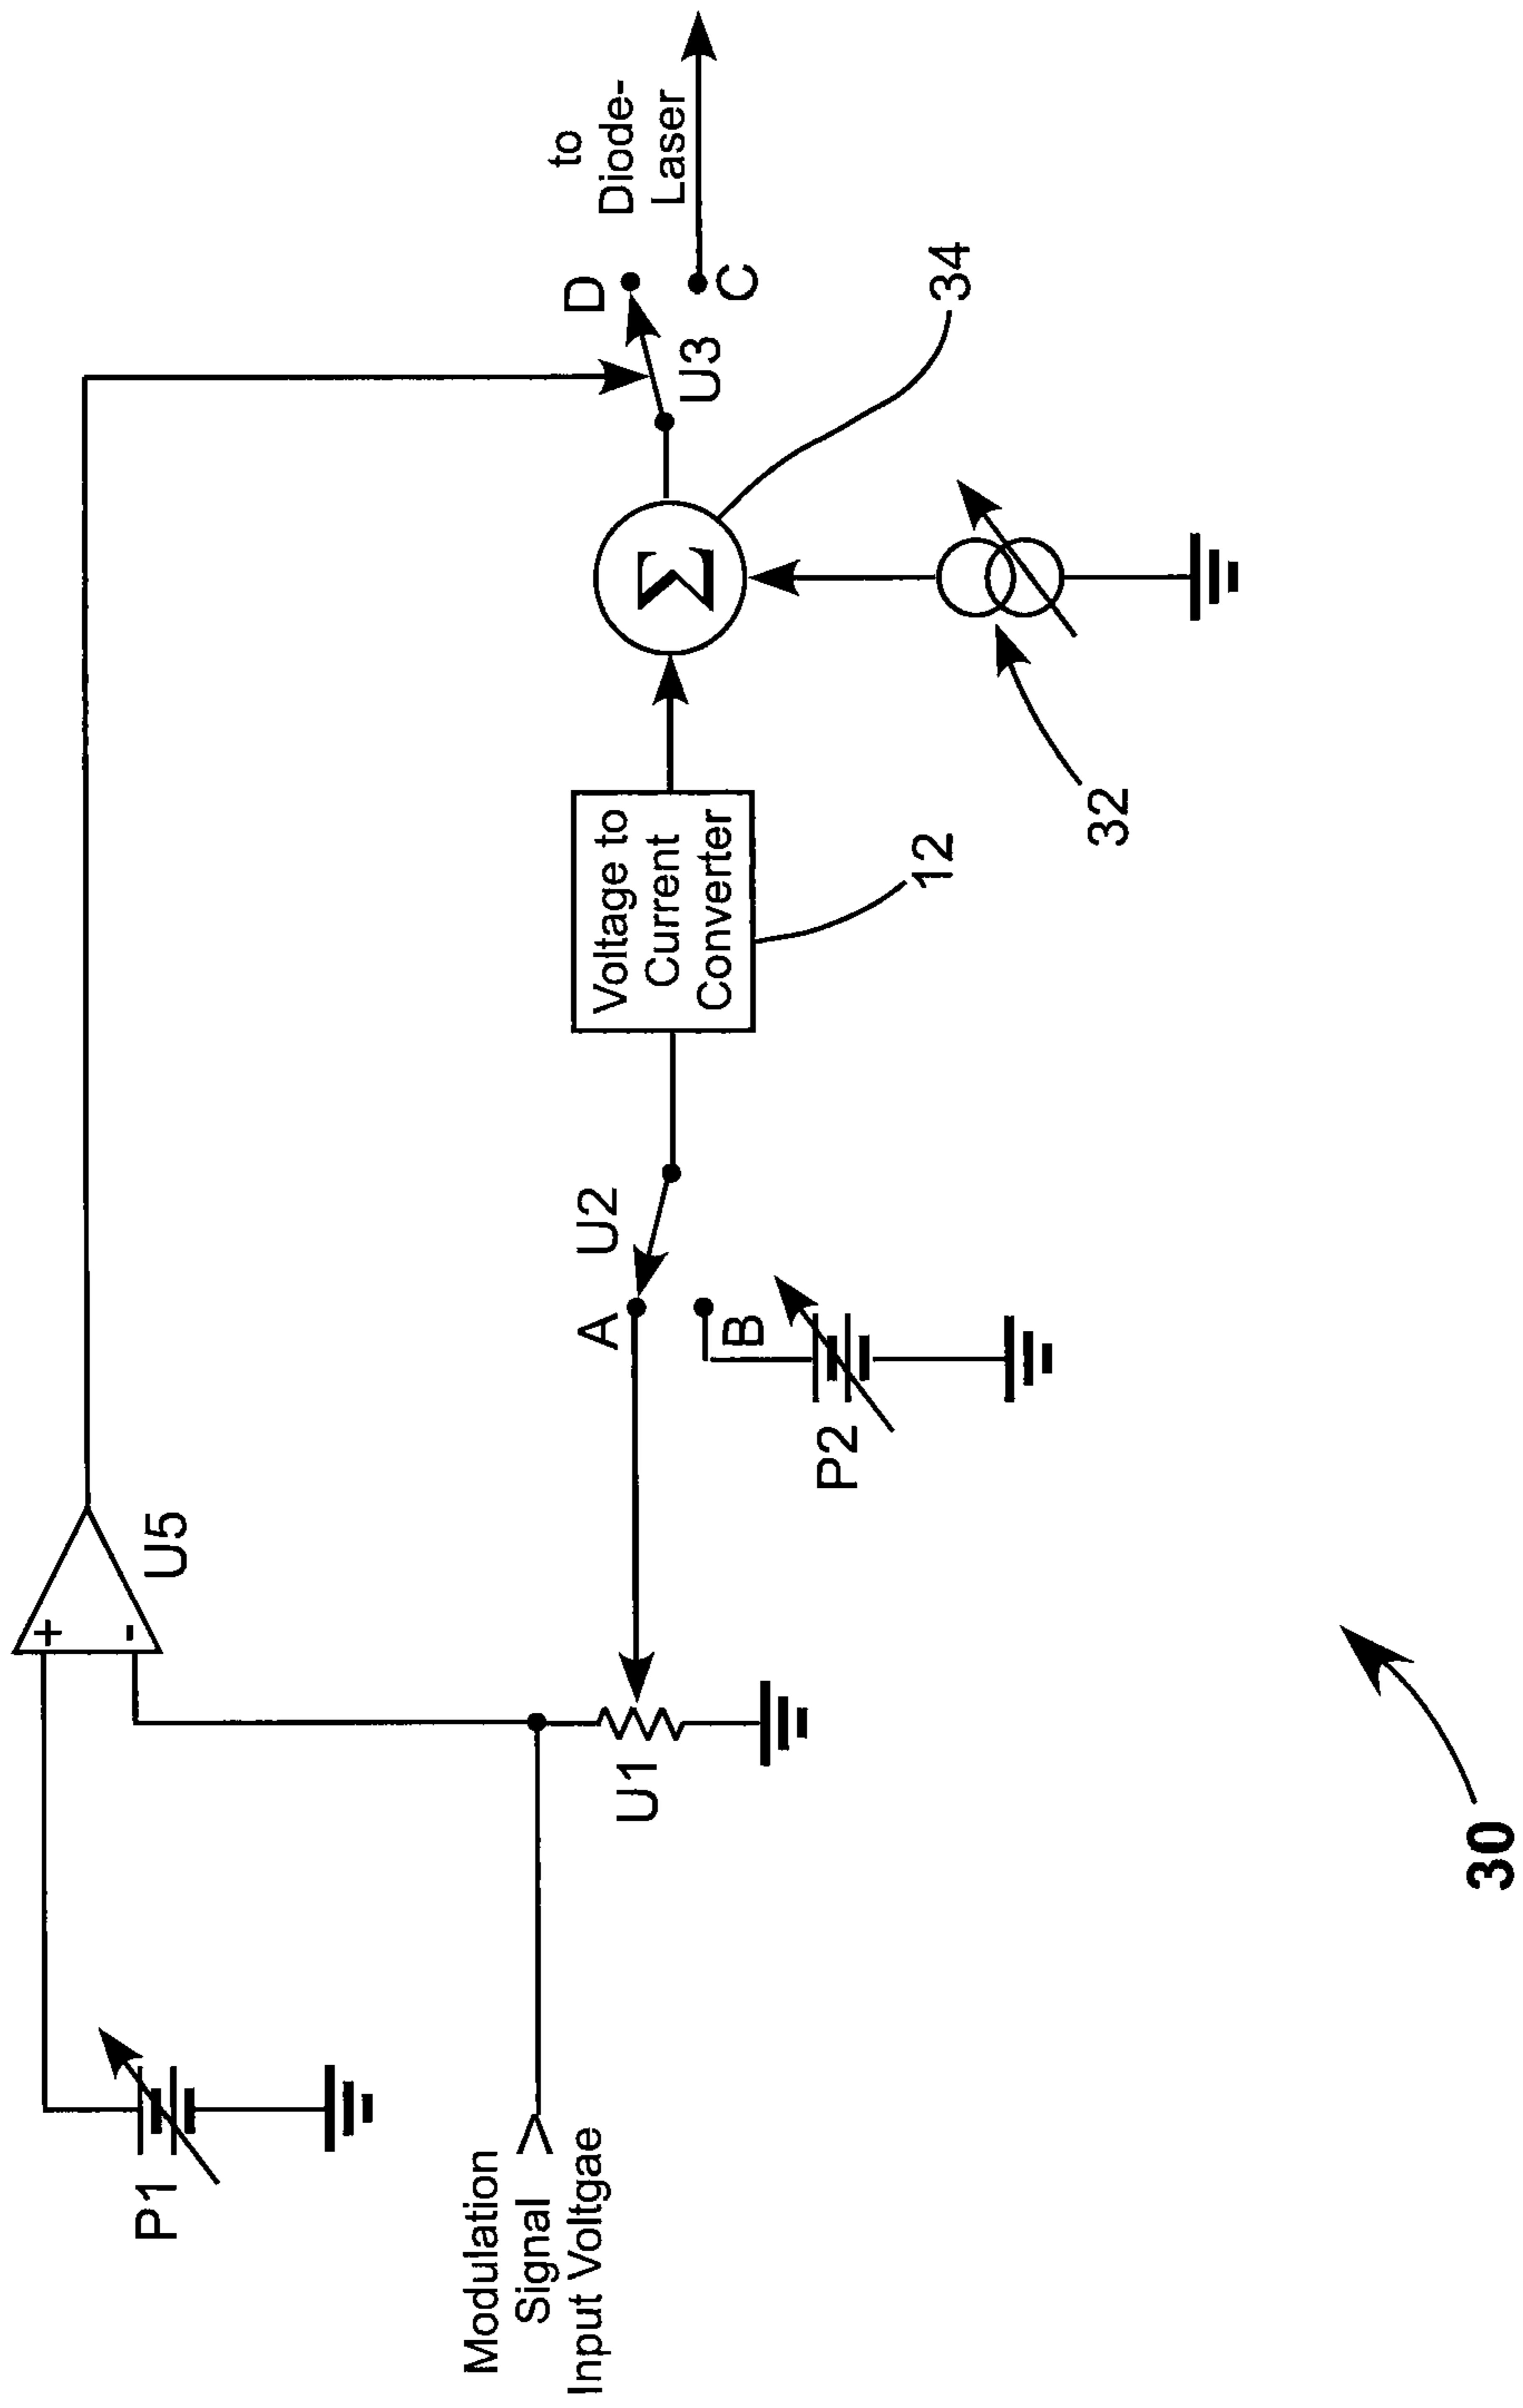 P1
+
-
U5
Modulation
Signal
Input Voltgae
U1
A
U2
B
P2
Voltage to
Current
Converter
12
Σ
34
32
U3
D
C
to
Diode-
Laser
30